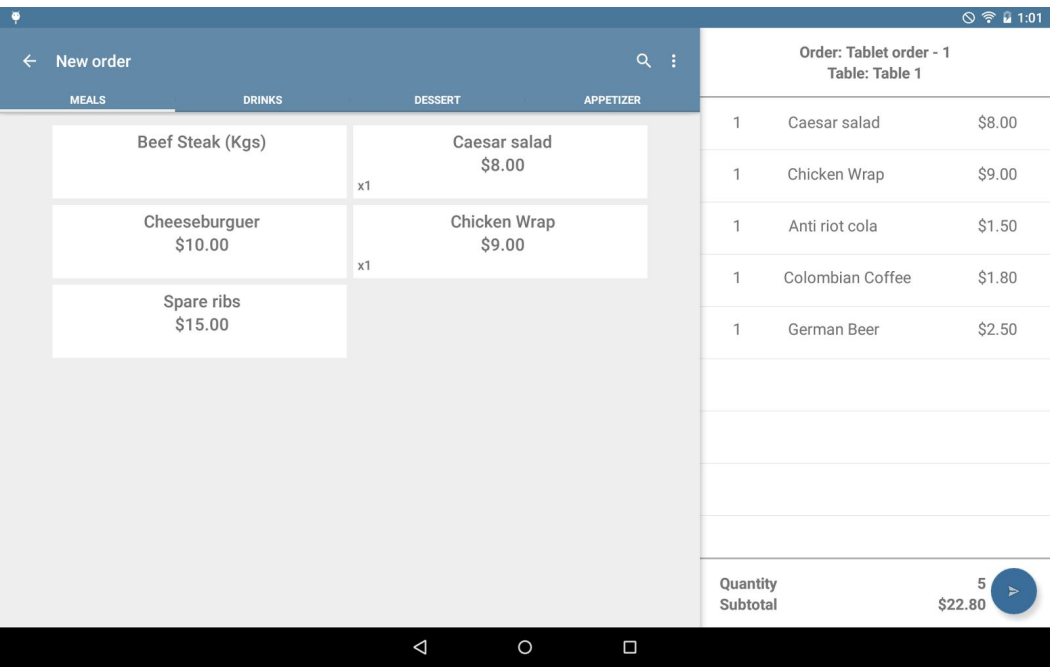 1:01
New order
MEALS DRINKS DESSERT APPETIZER
Beef Steak (Kgs)
Caesar salad
$8.00
x1
Cheeseburguer
$10.00
Chicken Wrap
$9.00
x1
Spare ribs
$15.00
Order: Tablet order - 1
Table: Table 1
1 Caesar salad $8.00
1 Chicken Wrap $9.00
1 Anti riot cola $1.50
1 Colombian Coffee $1.80
1 German Beer $2.50
Quantity 5
Subtotal $22.80